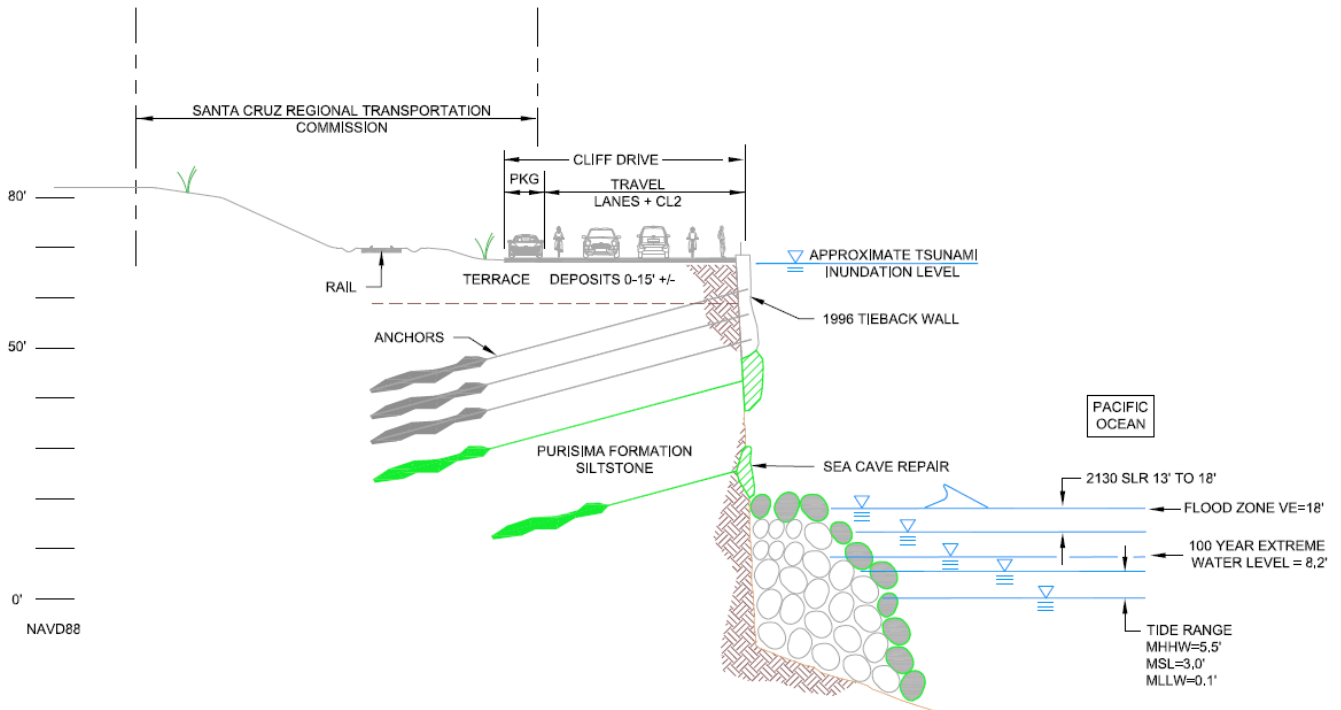 SANTA CRUZ REGIONAL TRANSPORTATION
COMMISSION
CLIFF DRIVE
PKG
TRAVEL
LANES + CL2
80'
APPROXIMATE TSUNAMI
INUNDATION LEVEL
RAIL
TERRACE
DEPOSITS 0-15' +/-
1996 TIEBACK WALL
ANCHORS
50'
PACIFIC
OCEAN
PURISIMA FORMATION
SILTSTONE
SEA CAVE REPAIR
2130 SLR 13' TO 18'
FLOOD ZONE VE=18'
100 YEAR EXTREME
WATER LEVEL = 8,2'
0'
NAVD88
TIDE RANGE
MHHW=5.5'
MSL=3,0'
MLLW=0.1'